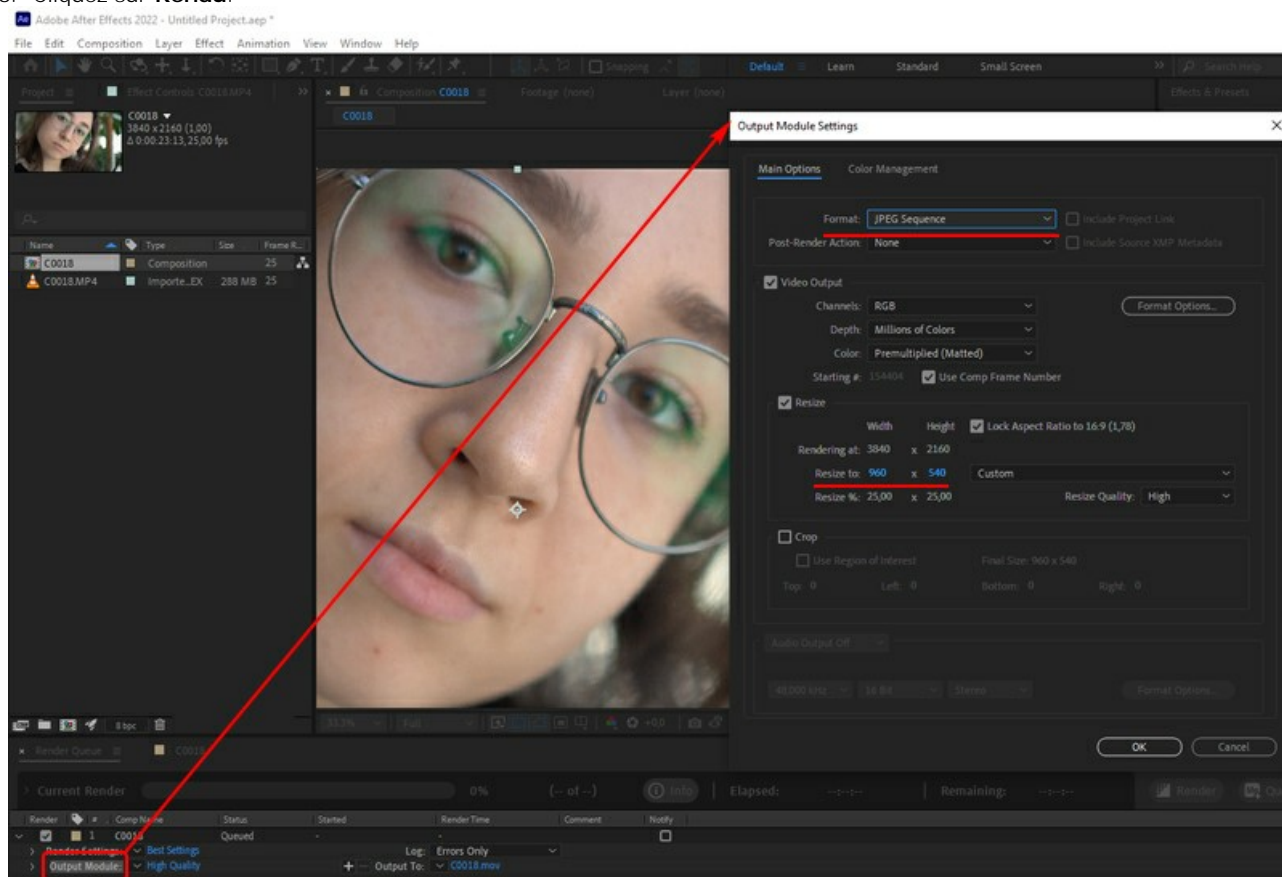 Cliquez sur Rendu.
Adobe After Effects 2022 - Untitled Project.aep *
File Edit Composition Layer Effect Animation View Window Help
Snapping Default Learn Standard Small Screen Search Help
Project Effect Controls C0018.MP4 Composition C0018 Footage (none) Layer (none) Effects & Presets
C0018
C0018
3840 x 2160 (1,00)
Δ 0:00:23:13, 25,00 fps
Name Type Size Frame R...
C0018 Composition 25
C0018.MP4 Importe...EX 288 MB 25
Output Module Settings
Main Options Color Management
Format: JPEG Sequence Include Project Link
Post-Render Action: None Include Source XMP Metadata
Video Output
Channels: RGB Format Options...
Depth: Millions of Colors
Color: Premultiplied (Matted)
Starting #: 154404 Use Comp Frame Number
Resize
Width Height Lock Aspect Ratio to 16:9 (1,78)
Rendering at: 3840 x 2160
Resize to: 960 x 540 Custom
Resize %: 25,00 x 25,00 Resize Quality: High
Crop
Use Region of Interest Final Size: 960 x 540
Top: 0 Left: 0 Bottom: 0 Right: 0
Audio Output Off
48,000 kHz 16 Bit Stereo Format Options...
OK Cancel
8 bpc 33,3% Full +0,0
Render Queue C0018
Current Render 0% (-- of --) Info Elapsed: --:--:-- Remaining: --:--:-- Render
Render # Comp Name Status Started Render Time Comment Notify
1 C0018 Queued - -
Render Settings: Best Settings Log: Errors Only
Output Module: High Quality + Output To: C0018.mov